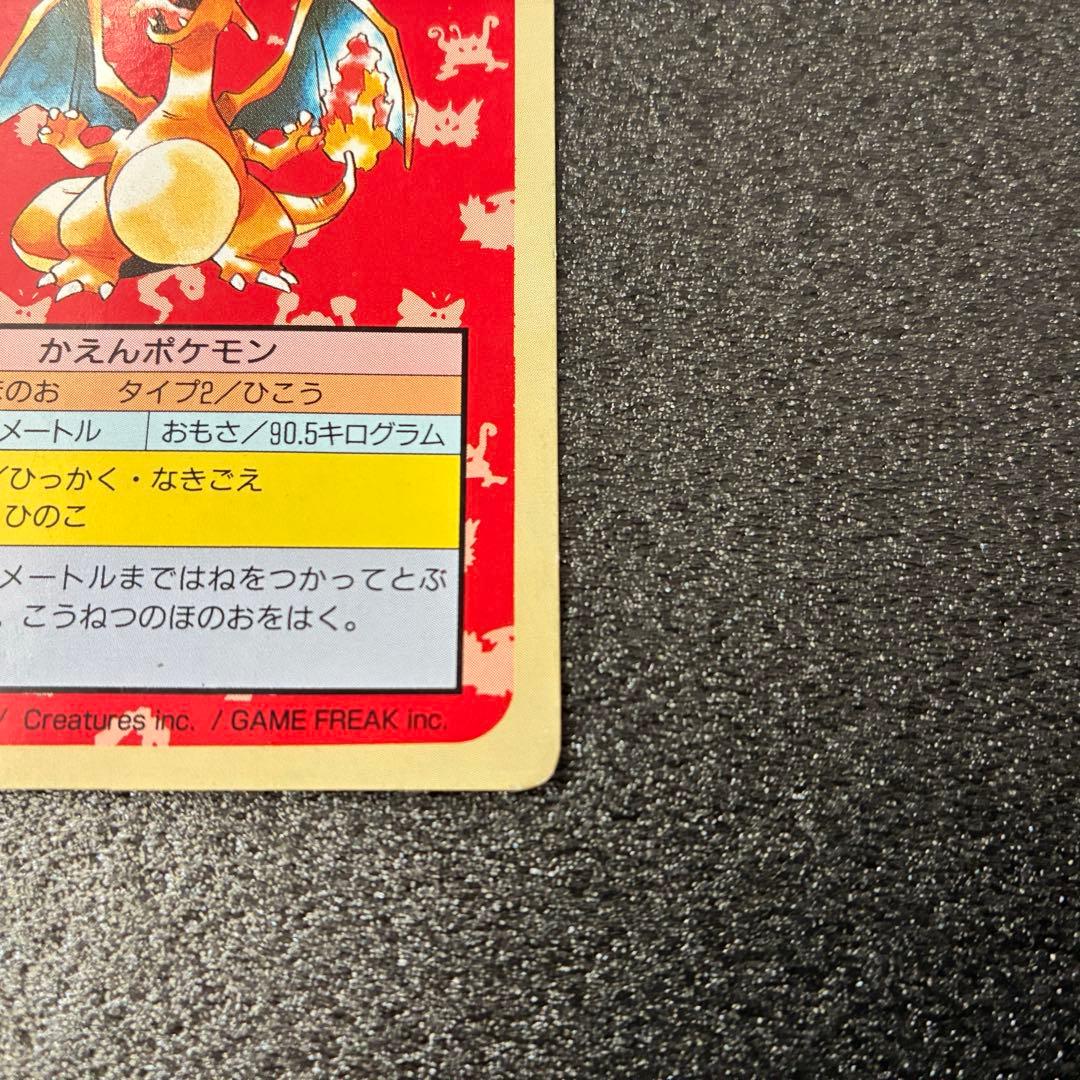 かえんポケモン
のお タイプ2/ひこう
メートル おもさ/90.5キログラム
/ひっかく・なきごえ
ひのこ
メートルまではねをつかってとぶ
。こうねつのほのおをはく。
/ Creatures inc. / GAME FREAK inc.